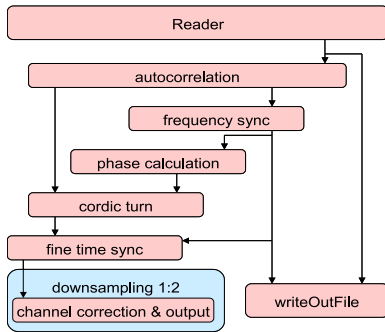 Reader
autocorrelation
frequency sync
phase calculation
cordic turn
fine time sync
downsampling 1:2
channel correction & output
writeOutFile